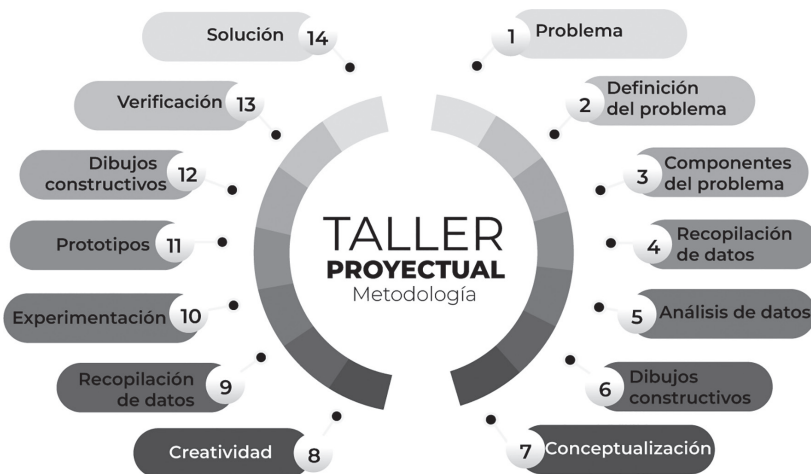 TALLER
PROYECTUAL
Metodología
1
Problema
2
Definición
del problema
3
Componentes
del problema
4
Recopilación
de datos
5
Análisis de datos
6
Dibujos
constructivos
7
Conceptualización
8
Creatividad
9
Recopilación
de datos
10
Experimentación
11
Prototipos
12
Dibujos
constructivos
13
Verificación
14
Solución